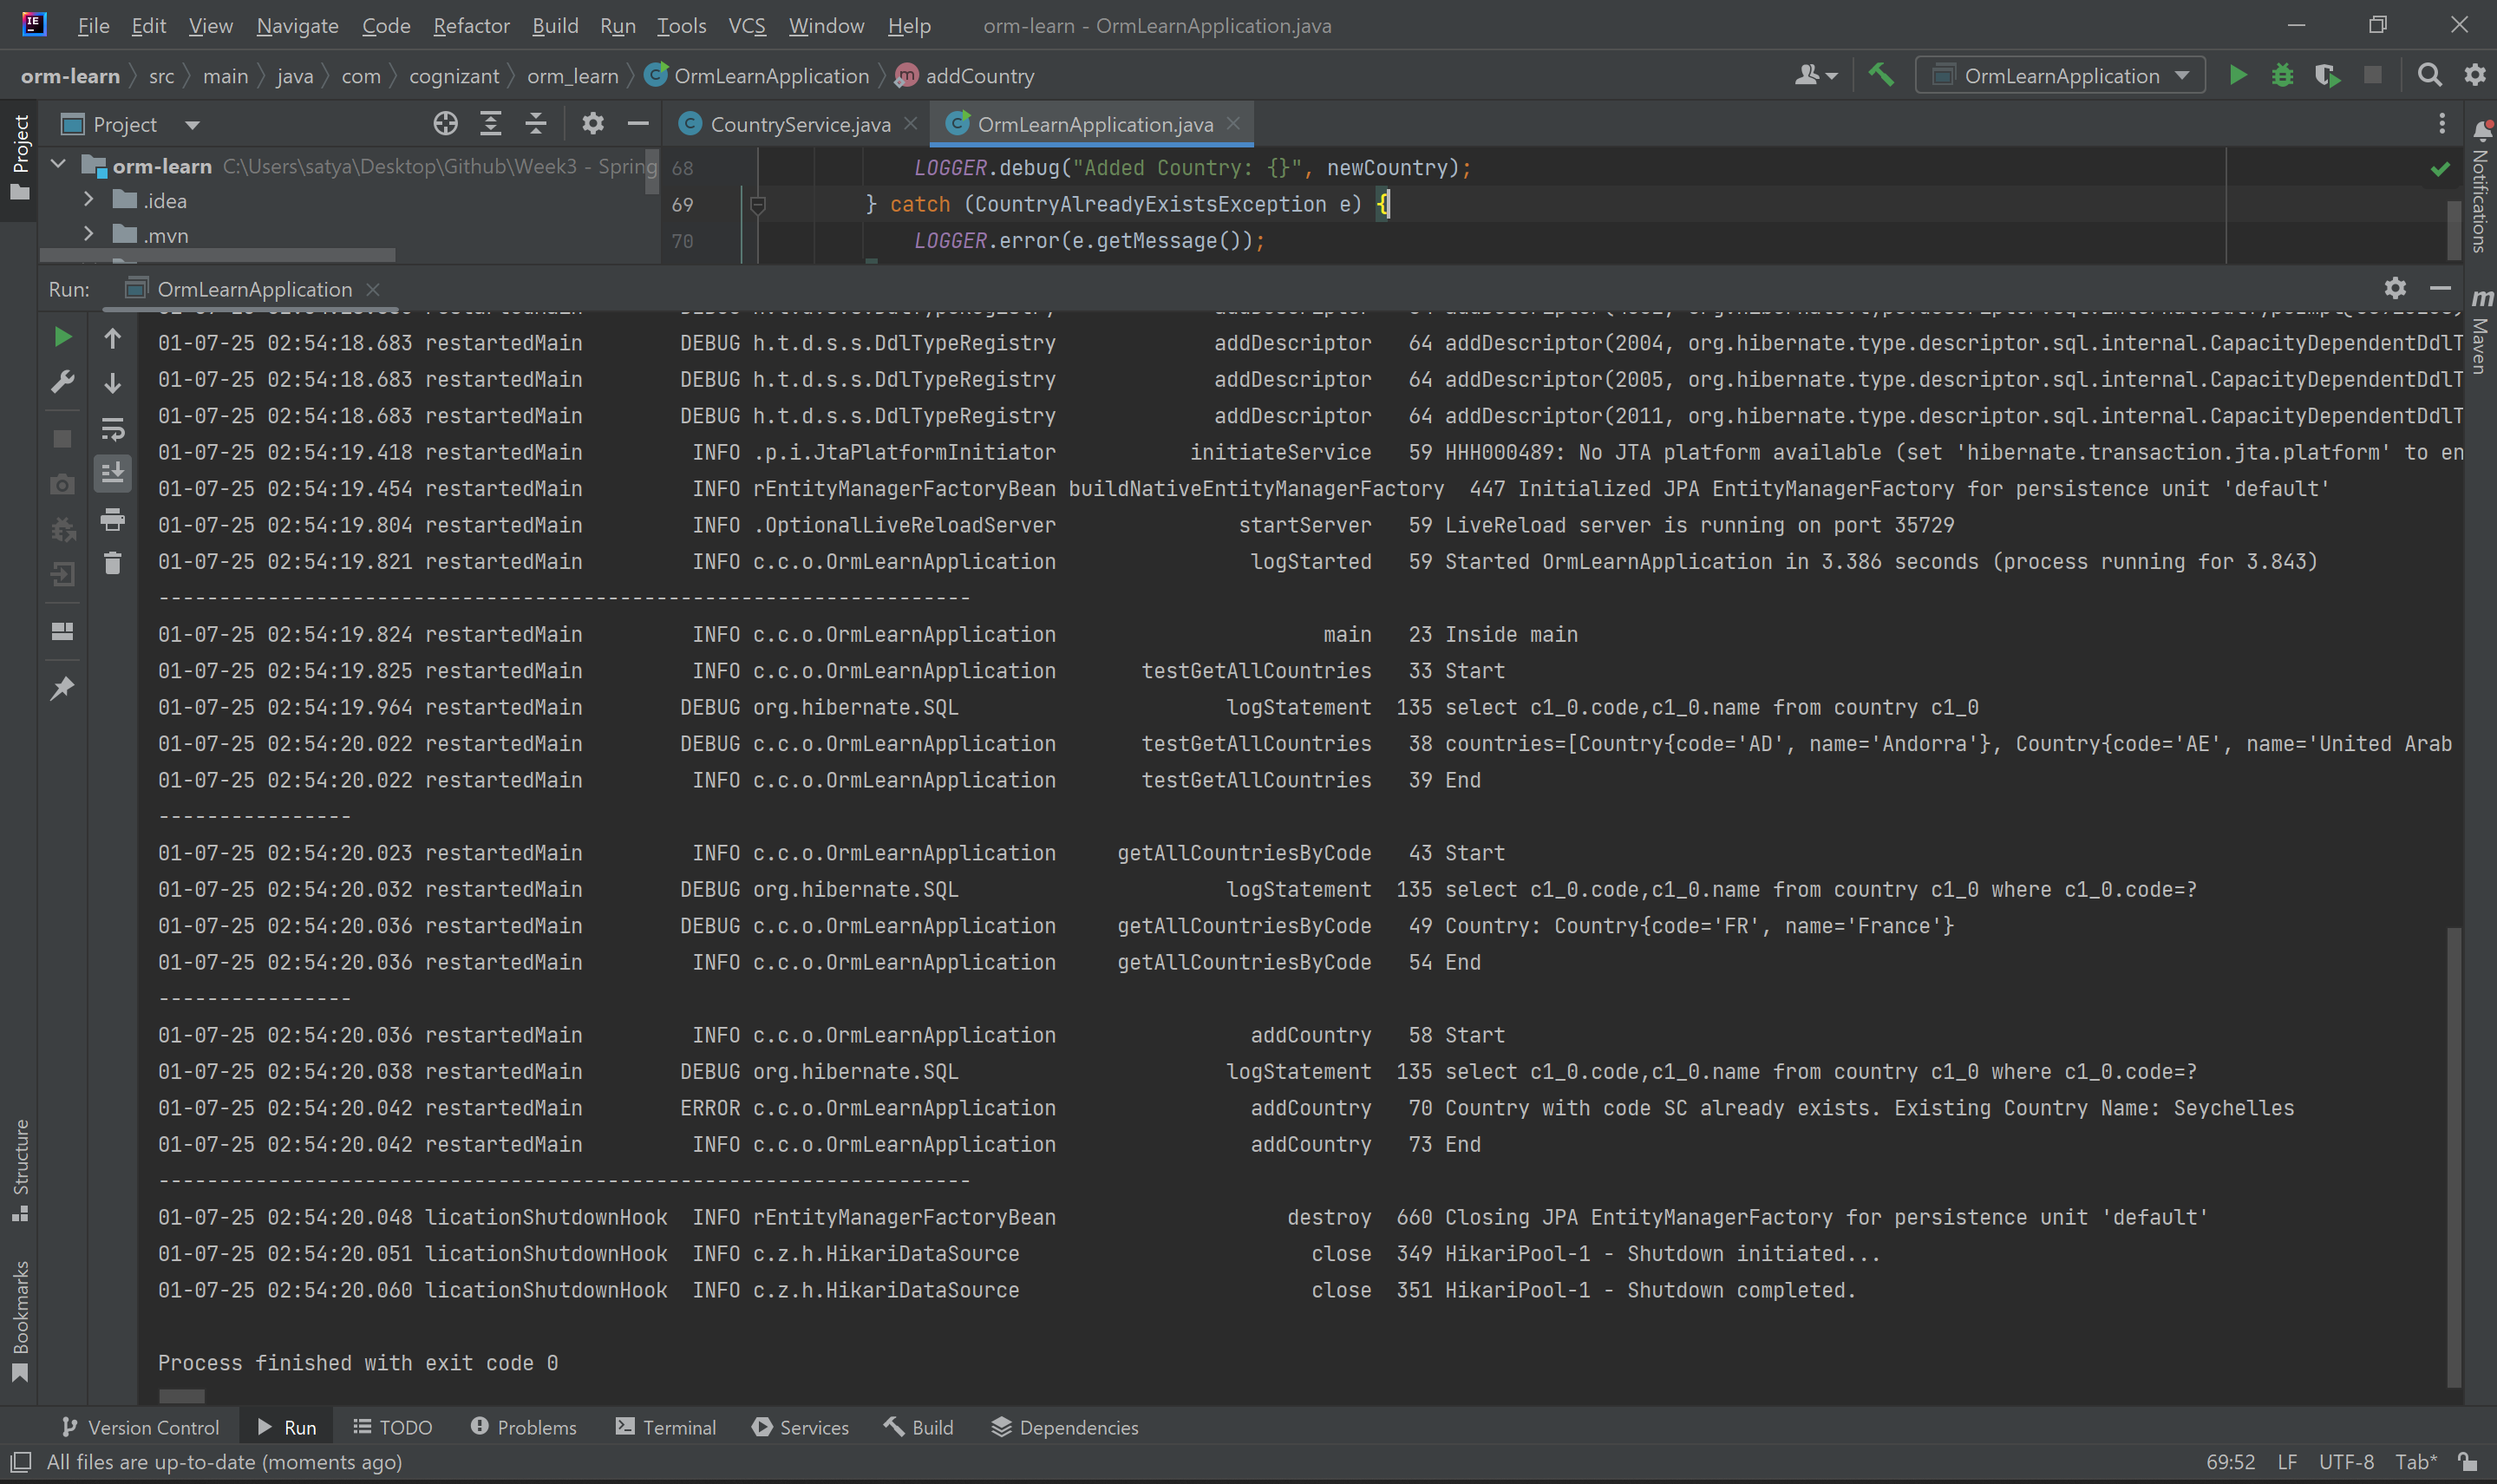 File Edit View Navigate Code Refactor Build Run Tools VCS Window Help orm-learn - OrmLearnApplication.java
orm-learn src main java com cognizant orm_learn OrmLearnApplication addCountry OrmLearnApplication
Project CountryService.java OrmLearnApplication.java
orm-learn C:\Users\satya\Desktop\Github\Week3 - Spring
.idea
.mvn
68 LOGGER.debug("Added Country: {}", newCountry);
69 } catch (CountryAlreadyExistsException e) {
70 LOGGER.error(e.getMessage());
Run: OrmLearnApplication
01-07-25 02:54:18.683 restartedMain DEBUG h.t.d.s.s.DdlTypeRegistry addDescriptor 64 addDescriptor(2004, org.hibernate.type.descriptor.sql.internal.CapacityDependentDdlT
01-07-25 02:54:18.683 restartedMain DEBUG h.t.d.s.s.DdlTypeRegistry addDescriptor 64 addDescriptor(2005, org.hibernate.type.descriptor.sql.internal.CapacityDependentDdlT
01-07-25 02:54:18.683 restartedMain DEBUG h.t.d.s.s.DdlTypeRegistry addDescriptor 64 addDescriptor(2011, org.hibernate.type.descriptor.sql.internal.CapacityDependentDdlT
01-07-25 02:54:19.418 restartedMain INFO .p.i.JtaPlatformInitiator initiateService 59 HHH000489: No JTA platform available (set 'hibernate.transaction.jta.platform' to en
01-07-25 02:54:19.454 restartedMain INFO rEntityManagerFactoryBean buildNativeEntityManagerFactory 447 Initialized JPA EntityManagerFactory for persistence unit 'default'
01-07-25 02:54:19.804 restartedMain INFO .OptionalLiveReloadServer startServer 59 LiveReload server is running on port 35729
01-07-25 02:54:19.821 restartedMain INFO c.c.o.OrmLearnApplication logStarted 59 Started OrmLearnApplication in 3.386 seconds (process running for 3.843)
-------------------------------------------------------------------
01-07-25 02:54:19.824 restartedMain INFO c.c.o.OrmLearnApplication main 23 Inside main
01-07-25 02:54:19.825 restartedMain INFO c.c.o.OrmLearnApplication testGetAllCountries 33 Start
01-07-25 02:54:19.964 restartedMain DEBUG org.hibernate.SQL logStatement 135 select c1_0.code,c1_0.name from country c1_0
01-07-25 02:54:20.022 restartedMain DEBUG c.c.o.OrmLearnApplication testGetAllCountries 38 countries=[Country{code='AD', name='Andorra'}, Country{code='AE', name='United Arab
01-07-25 02:54:20.022 restartedMain INFO c.c.o.OrmLearnApplication testGetAllCountries 39 End
----------------
01-07-25 02:54:20.023 restartedMain INFO c.c.o.OrmLearnApplication getAllCountriesByCode 43 Start
01-07-25 02:54:20.032 restartedMain DEBUG org.hibernate.SQL logStatement 135 select c1_0.code,c1_0.name from country c1_0 where c1_0.code=?
01-07-25 02:54:20.036 restartedMain DEBUG c.c.o.OrmLearnApplication getAllCountriesByCode 49 Country: Country{code='FR', name='France'}
01-07-25 02:54:20.036 restartedMain INFO c.c.o.OrmLearnApplication getAllCountriesByCode 54 End
----------------
01-07-25 02:54:20.036 restartedMain INFO c.c.o.OrmLearnApplication addCountry 58 Start
01-07-25 02:54:20.038 restartedMain DEBUG org.hibernate.SQL logStatement 135 select c1_0.code,c1_0.name from country c1_0 where c1_0.code=?
01-07-25 02:54:20.042 restartedMain ERROR c.c.o.OrmLearnApplication addCountry 70 Country with code SC already exists. Existing Country Name: Seychelles
01-07-25 02:54:20.042 restartedMain INFO c.c.o.OrmLearnApplication addCountry 73 End
-------------------------------------------------------------------
01-07-25 02:54:20.048 licationShutdownHook INFO rEntityManagerFactoryBean destroy 660 Closing JPA EntityManagerFactory for persistence unit 'default'
01-07-25 02:54:20.051 licationShutdownHook INFO c.z.h.HikariDataSource close 349 HikariPool-1 - Shutdown initiated...
01-07-25 02:54:20.060 licationShutdownHook INFO c.z.h.HikariDataSource close 351 HikariPool-1 - Shutdown completed.
Process finished with exit code 0
Project
Structure
Bookmarks
Notifications
Maven
Version Control Run TODO Problems Terminal Services Build Dependencies
All files are up-to-date (moments ago) 69:52 LF UTF-8 Tab*